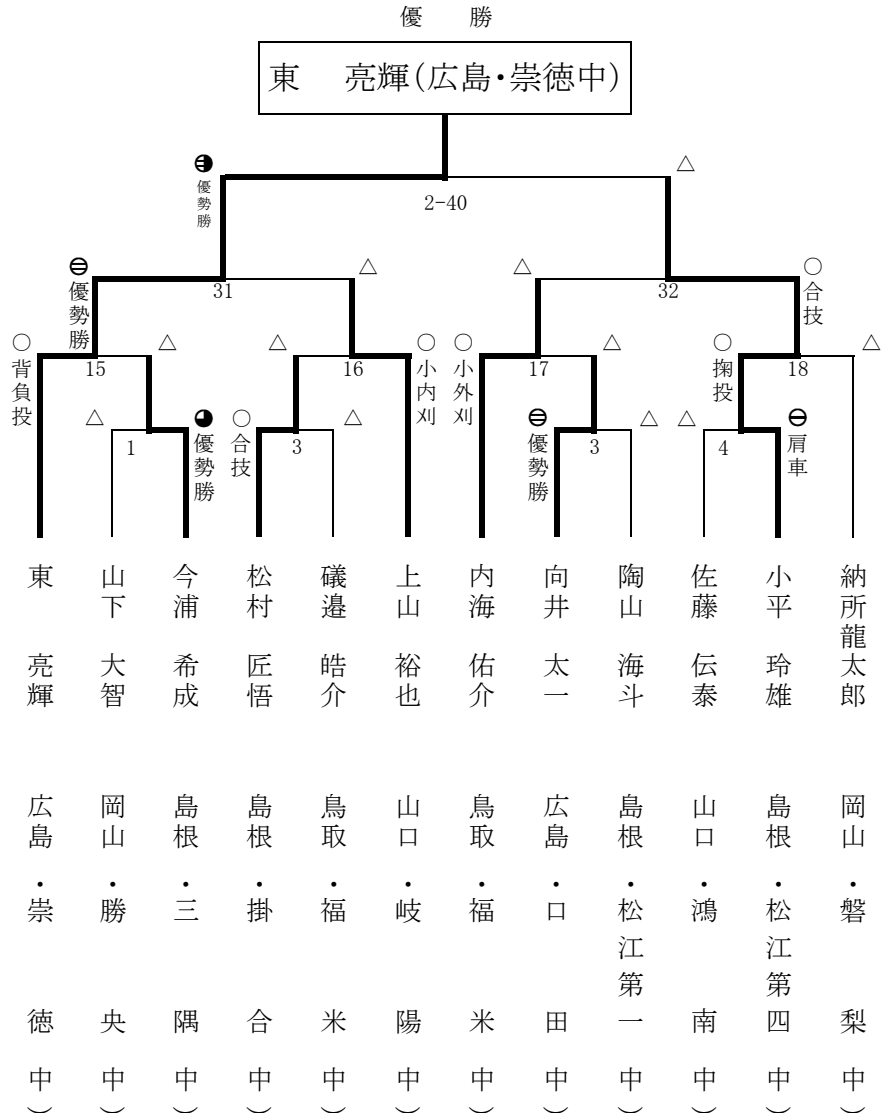 優　勝
東　亮輝(広島・崇徳中)
優勢勝 △
2-40
優勢勝 △ △ ○合技
31 32
○背負投 △ △ ○小内刈 ○小外刈 △ ○掬投 △
15 16 17 18
△ 優勢勝 ○合技 △ 優勢勝 △ △ 肩車
1 3 3 4
東　亮輝　広島・崇徳中)
山下　大智　岡山・勝央中)
今浦　希成　島根・三隅中)
松村　匠悟　島根・掛合中)
礒邉　皓介　鳥取・福米中)
上山　裕也　山口・岐陽中)
内海　佑介　鳥取・福米中)
向井　太一　広島・口田中)
陶山　海斗　島根・松江第一中)
佐藤　伝泰　山口・鴻南中)
小平　玲雄　島根・松江第四中)
納所龍太郎　岡山・磐梨中)